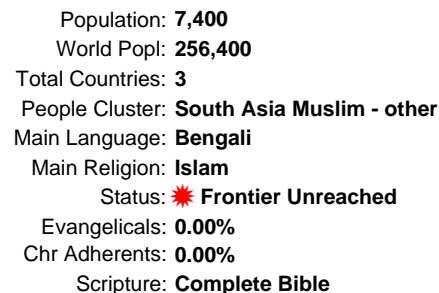 Population: 7,400
World Popl: 256,400
Total Countries: 3
People Cluster: South Asia Muslim - other
Main Language: Bengali
Main Religion: Islam
Status: Frontier Unreached
Evangelicals: 0.00%
Chr Adherents: 0.00%
Scripture: Complete Bible